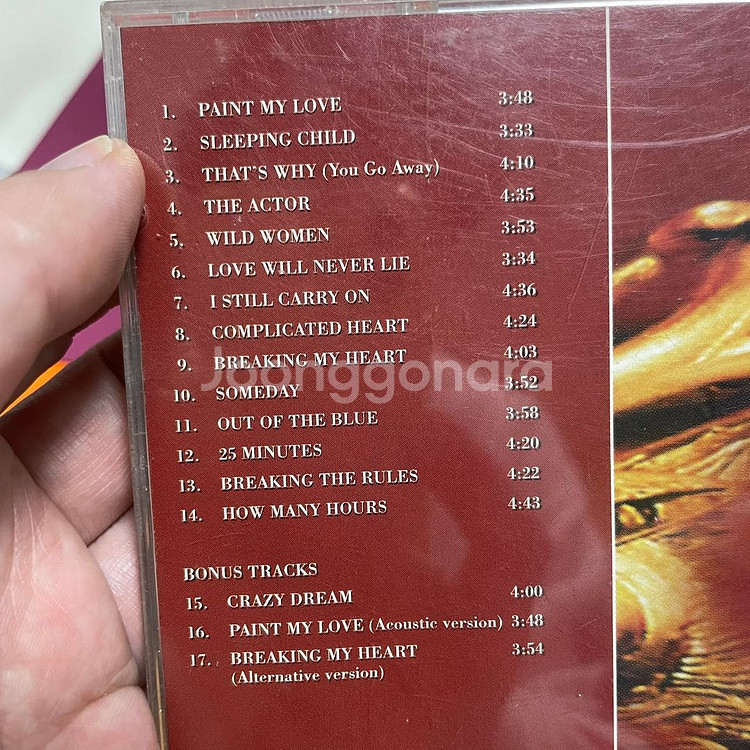 1. PAINT MY LOVE 3:48
2. SLEEPING CHILD 3:33
3. THAT'S WHY (You Go Away) 4:10
4. THE ACTOR 4:35
5. WILD WOMEN 3:53
6. LOVE WILL NEVER LIE 3:34
7. I STILL CARRY ON 4:36
8. COMPLICATED HEART 4:24
9. BREAKING MY HEART 4:03
Joonggonara
10. SOMEDAY 3:52
11. OUT OF THE BLUE 3:58
12. 25 MINUTES 4:20
13. BREAKING THE RULES 4:22
14. HOW MANY HOURS 4:43
BONUS TRACKS
15. CRAZY DREAM 4:00
16. PAINT MY LOVE (Acoustic version) 3:48
17. BREAKING MY HEART 3:54
(Alternative version)